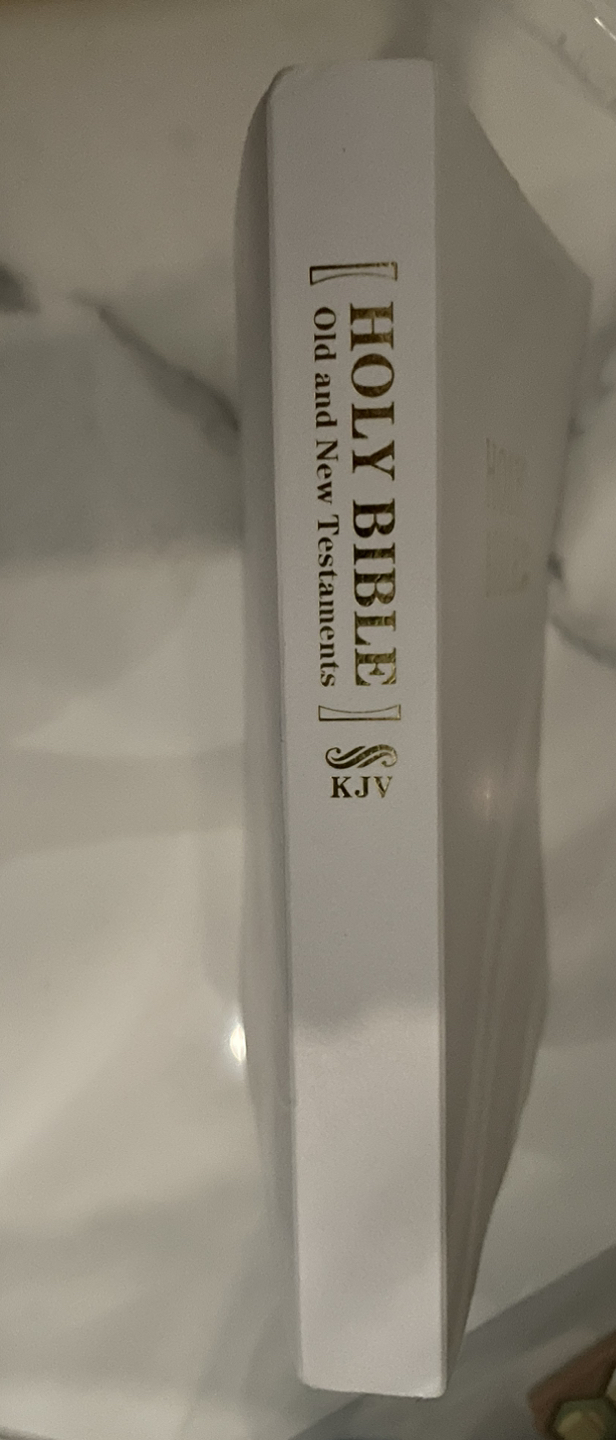 [ HOLY BIBLE ]
Old and New Testaments
KJV